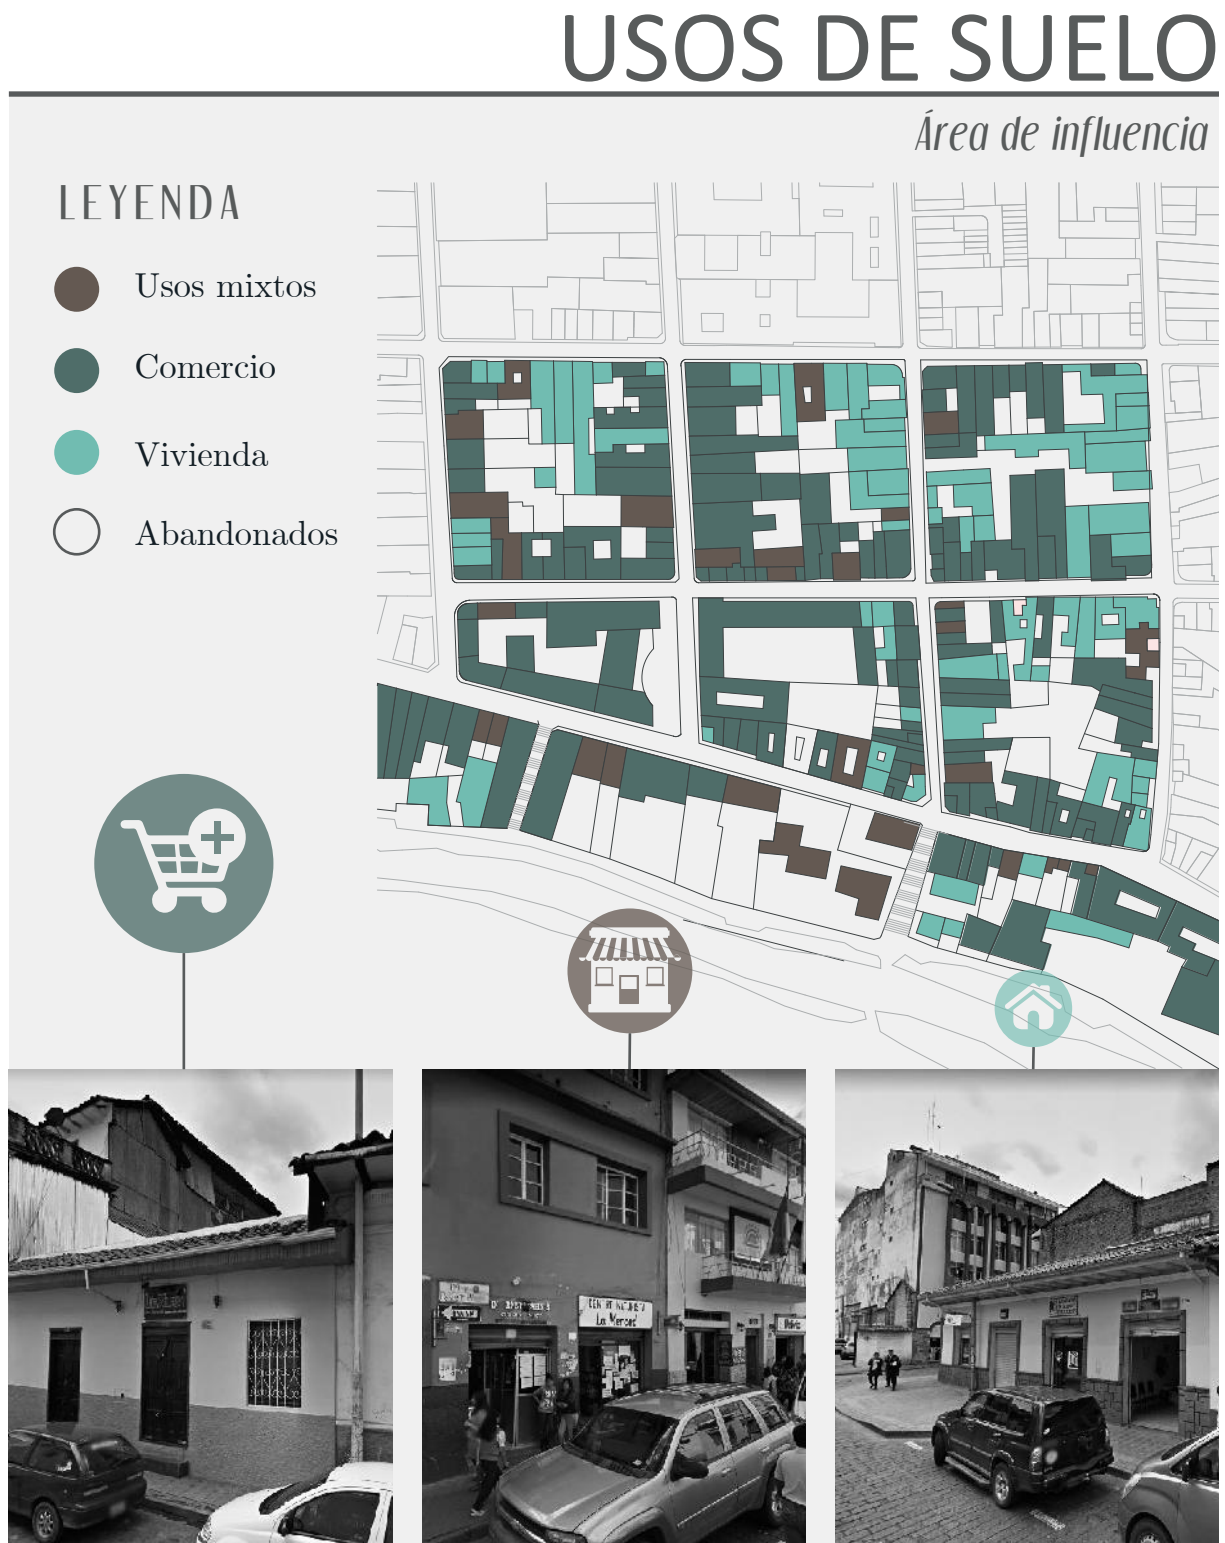 USOS DE SUELO
Área de influencia
LEYENDA
Usos mixtos
Comercio
Vivienda
Abandonados
La Merced